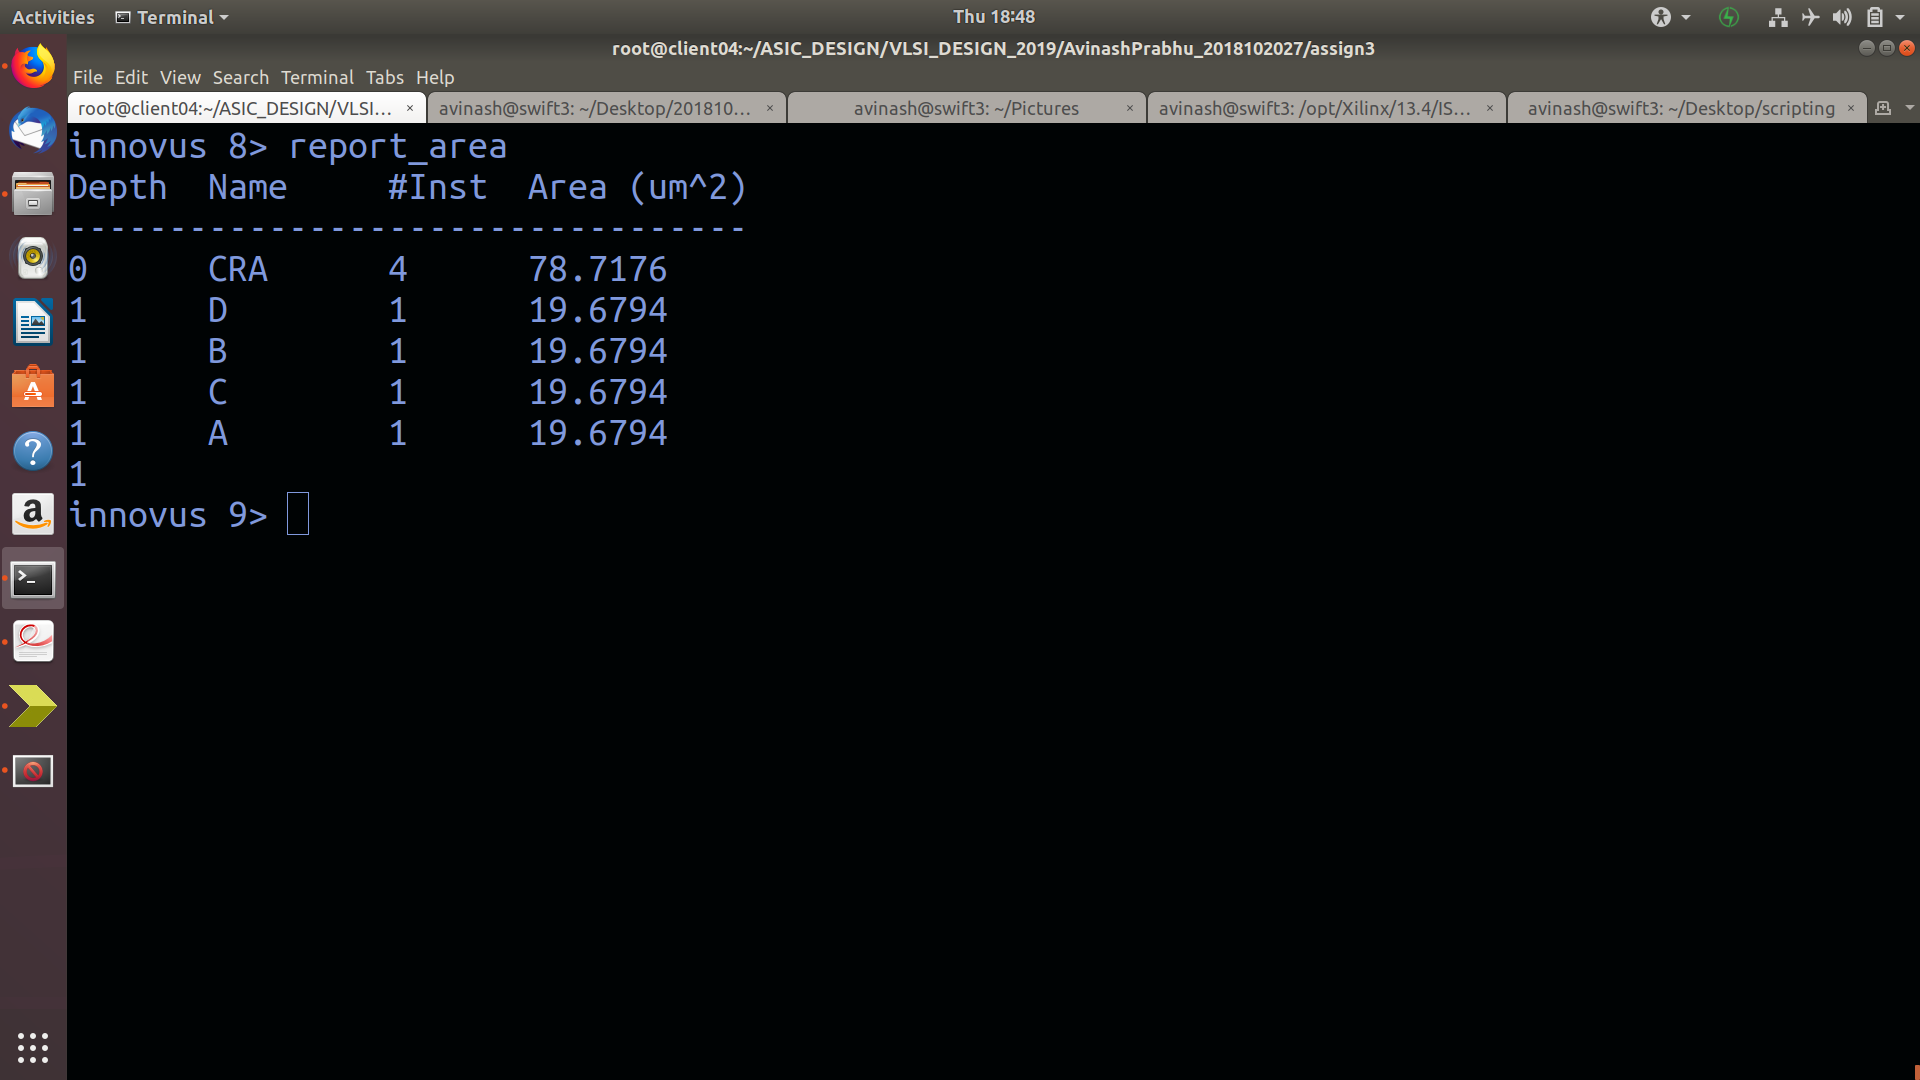 Activities Terminal Thu 18:48
root@client04:~/ASIC_DESIGN/VLSI_DESIGN_2019/AvinashPrabhu_2018102027/assign3
File Edit View Search Terminal Tabs Help
root@client04:~/ASIC_DESIGN/VLSI... × avinash@swift3: ~/Desktop/201810... × avinash@swift3: ~/Pictures × avinash@swift3: /opt/Xilinx/13.4/IS... × avinash@swift3: ~/Desktop/scripting ×
innovus 8> report_area
Depth Name #Inst Area (um^2)
----------------------------------
0 CRA 4 78.7176
1 D 1 19.6794
1 B 1 19.6794
1 C 1 19.6794
1 A 1 19.6794
1
innovus 9>